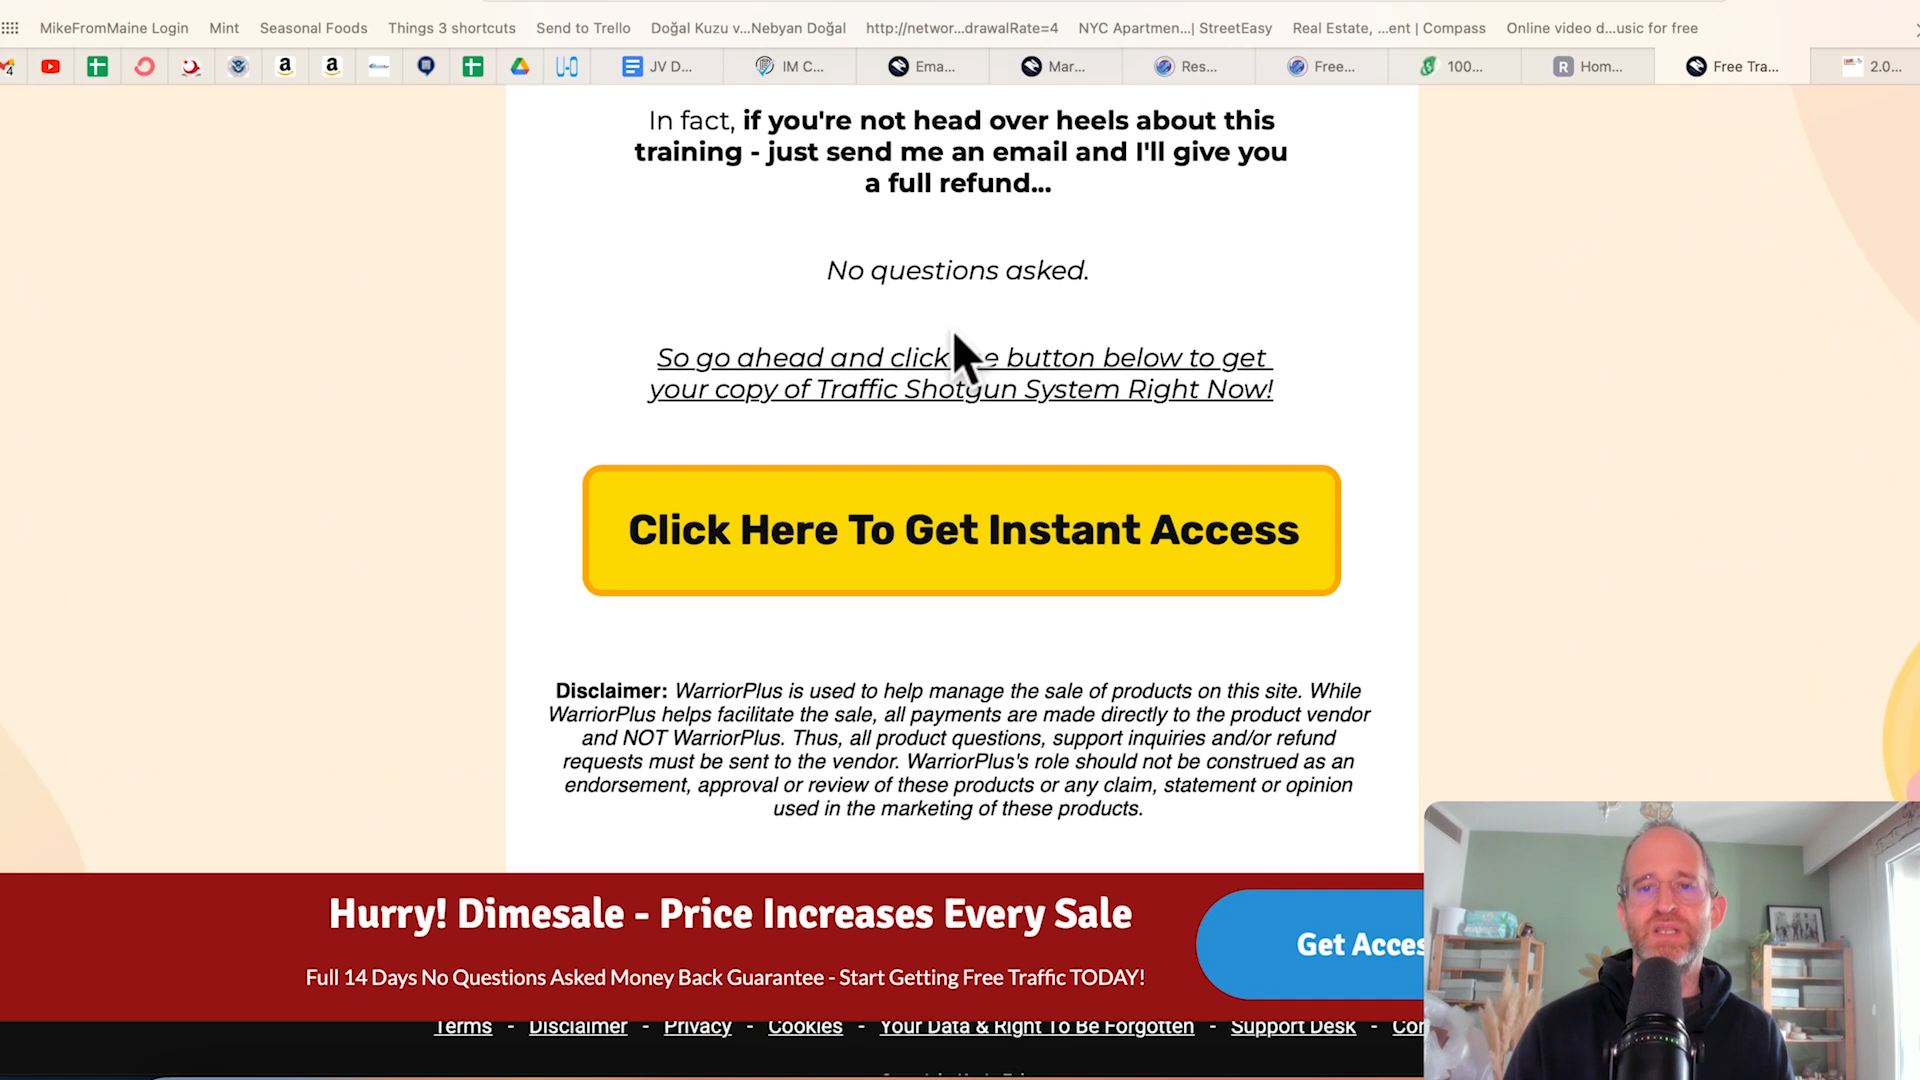 MikeFromMaine Login Mint Seasonal Foods Things 3 shortcuts Send to Trello Doğal Kuzu v...Nebyan Doğal http://networ...drawalRate=4 NYC Apartmen...| StreetEasy Real Estate, ...ent | Compass Online video d...usic for free
4 a a JV D... IM C... Ema... Mar... Res... Free... 100... R Hom... Free Tra... 2.0...
In fact, if you're not head over heels about this
training - just send me an email and I'll give you
a full refund...
No questions asked.
So go ahead and click e button below to get
your copy of Traffic Shotgun System Right Now!
Click Here To Get Instant Access
Disclaimer: WarriorPlus is used to help manage the sale of products on this site. While
WarriorPlus helps facilitate the sale, all payments are made directly to the product vendor
and NOT WarriorPlus. Thus, all product questions, support inquiries and/or refund
requests must be sent to the vendor. WarriorPlus's role should not be construed as an
endorsement, approval or review of these products or any claim, statement or opinion
used in the marketing of these products.
Hurry! Dimesale - Price Increases Every Sale
Get Acces
Full 14 Days No Questions Asked Money Back Guarantee - Start Getting Free Traffic TODAY!
Terms - Disclaimer - Privacy - Cookies - Your Data & Right To Be Forgotten - Support Desk - Con